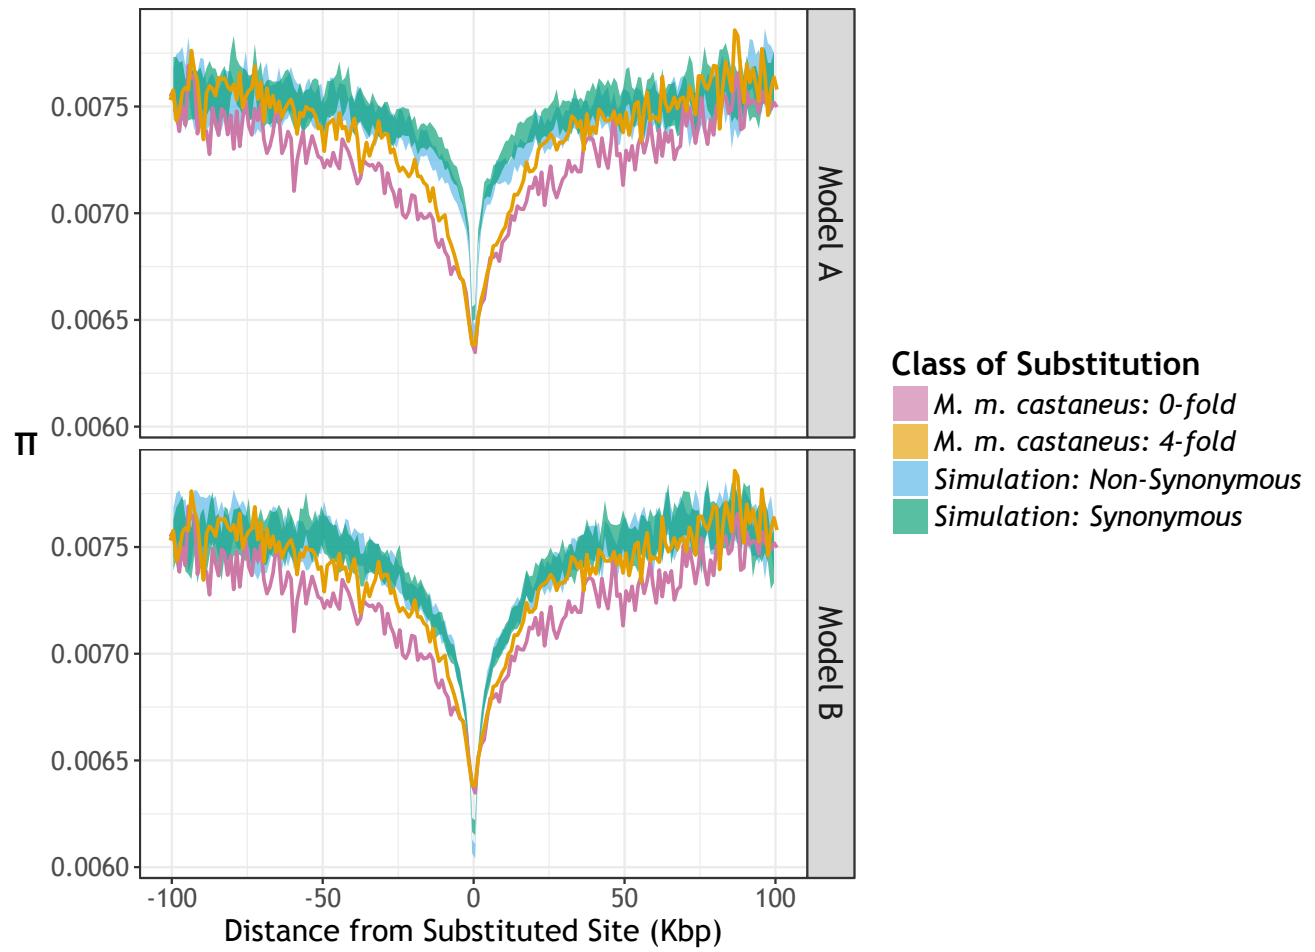 0.0075
0.0070
0.0065
0.0060
Model A
π
0.0075
0.0070
0.0065
0.0060
Model B
-100
-50
0
50
100
Distance from Substituted Site (Kbp)
Class of Substitution
M. m. castaneus: 0-fold
M. m. castaneus: 4-fold
Simulation: Non-Synonymous
Simulation: Synonymous